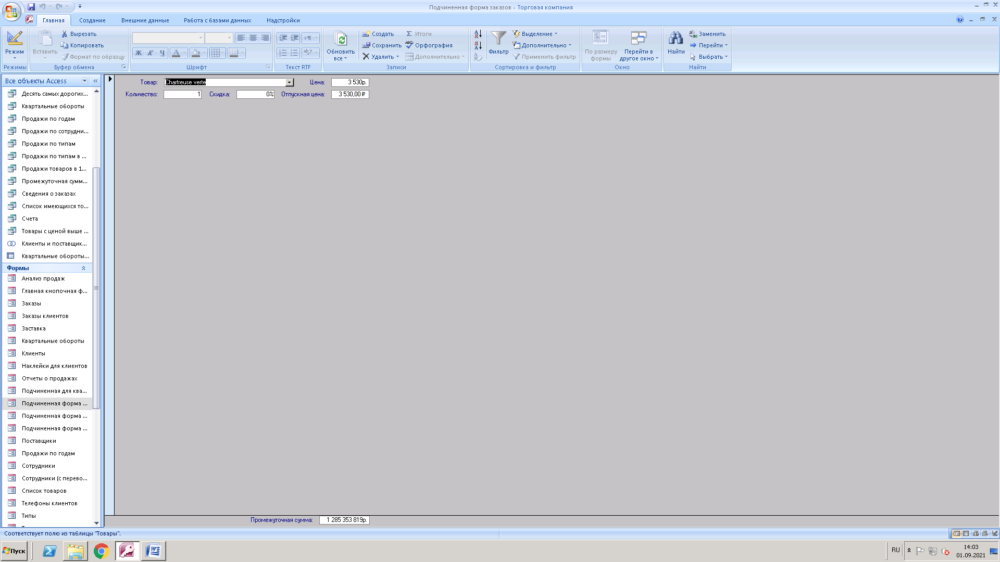 Подчиненная форма заказов - Торговая компания
Главная Создание Внешние данные Работа с базами данных Надстройки
Режим
Режимы
Вставить
Вырезать
Копировать
Формат по образцу
Буфер обмена
Ж К Ч А
Шрифт
Текст RTF
Обновить
все
Создать
Сохранить
Удалить
Итоги
Орфография
Дополнительно
Записи
Фильтр
Выделение
Дополнительно
Применить фильтр
Сортировка и фильтр
По размеру
формы
Перейти в
другое окно
Окно
Найти
Заменить
Перейти
Выбрать
Найти
Все объекты Access
Десять самых дорогих...
Квартальные обороты
Продажи по годам
Продажи по сотрудни...
Продажи по типам
Продажи по типам в ...
Продажи товаров в 1...
Промежуточная сумм...
Сведения о заказах
Список имеющихся то...
Счета
Товары с ценой выше ...
Клиенты и поставщик...
Квартальные обороты...
Формы
Анализ продаж
Главная кнопочная ф...
Заказы
Заказы клиентов
Заставка
Квартальные обороты
Клиенты
Наклейки для клиентов
Отчеты о продажах
Подчиненная для ква...
Подчиненная форма ...
Подчиненная форма ...
Подчиненная форма ...
Поставщики
Продажи по годам
Сотрудники
Сотрудники (с перево...
Список товаров
Телефоны клиентов
Типы
Товар: Chartreuse verte Цена: 3 530р.
Количество: 1 Скидка: 0% Отпускная цена: 3 530,00 ₽
Промежуточная сумма: 1 285 353 819р.
Соответствует полю из таблицы "Товары".
Пуск
RU
14:03
01.09.2021